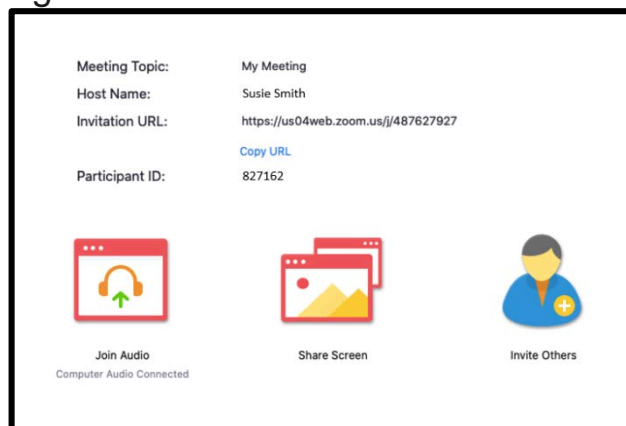 Meeting Topic: My Meeting
Host Name: Susie Smith
Invitation URL: https://us04web.zoom.us/j/487627927
Copy URL
Participant ID: 827162
Join Audio Share Screen Invite Others
Computer Audio Connected